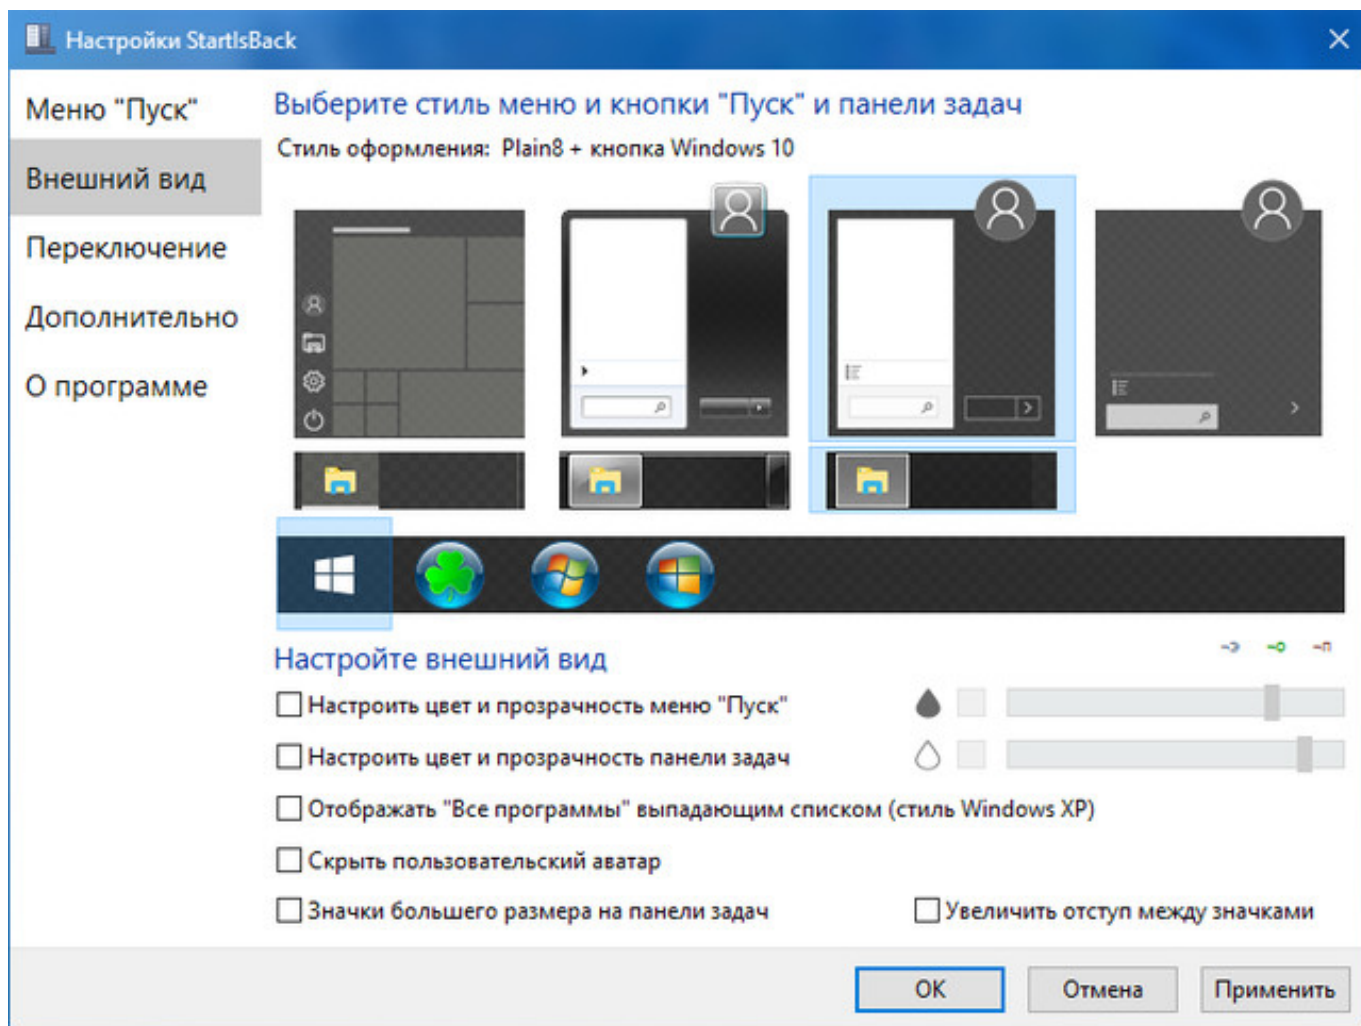 Настройки StartIsBack
Меню "Пуск"
Внешний вид
Переключение
Дополнительно
О программе
Выберите стиль меню и кнопки "Пуск" и панели задач
Стиль оформления: Plain8 + кнопка Windows 10
Настройте внешний вид
Настроить цвет и прозрачность меню "Пуск"
Настроить цвет и прозрачность панели задач
Отображать "Все программы" выпадающим списком (стиль Windows XP)
Скрыть пользовательский аватар
Значки большего размера на панели задач
Увеличить отступ между значками
ОК
Отмена
Применить